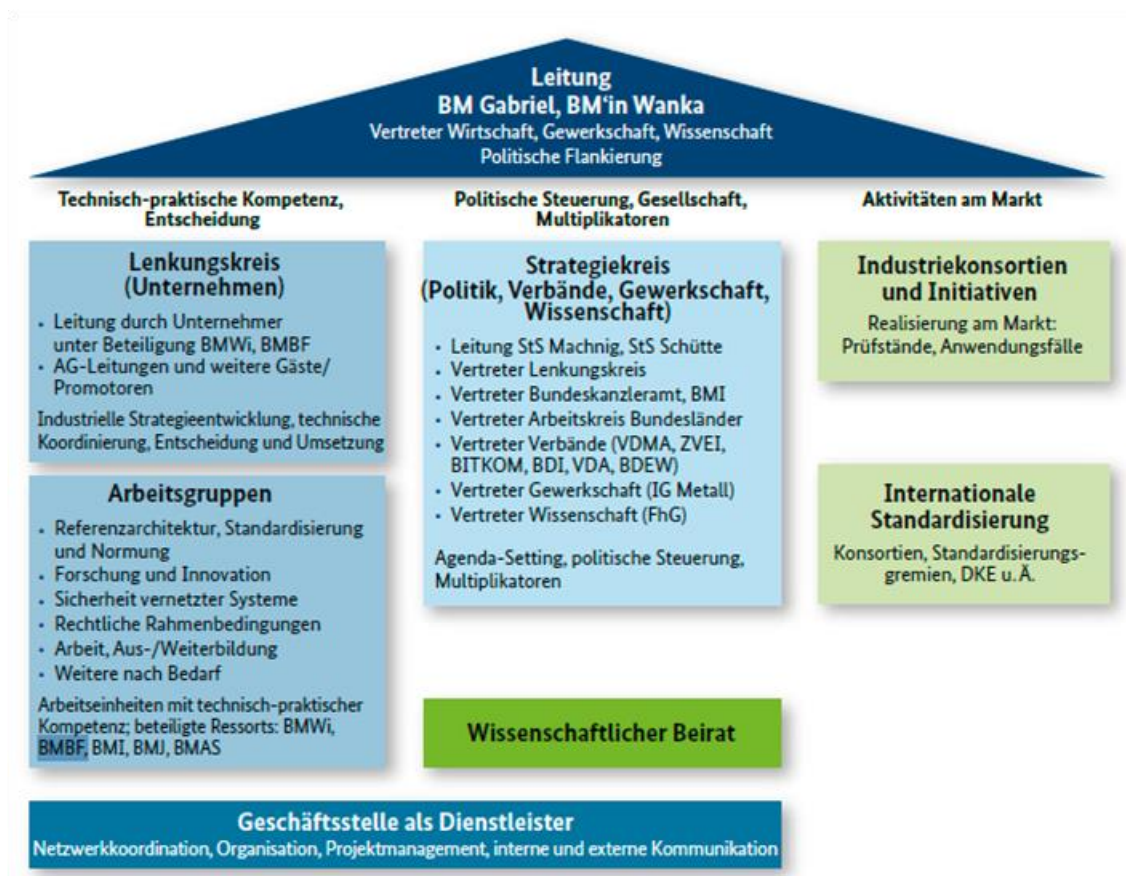 Leitung
BM Gabriel, BM'in Wanka
Vertreter Wirtschaft, Gewerkschaft, Wissenschaft
Politische Flankierung
Technisch-praktische Kompetenz,
Entscheidung
Lenkungskreis
(Unternehmen)
• Leitung durch Unternehmer
unter Beteiligung BMWi, BMBF
• AG-Leitungen und weitere Gäste/
Promotoren
Industrielle Strategieentwicklung, technische
Koordinierung, Entscheidung und Umsetzung
Arbeitsgruppen
• Referenzarchitektur, Standardisierung
und Normung
• Forschung und Innovation
• Sicherheit vernetzter Systeme
• Rechtliche Rahmenbedingungen
• Arbeit, Aus-/Weiterbildung
• Weitere nach Bedarf
Arbeitseinheiten mit technisch-praktischer
Kompetenz; beteiligte Ressorts: BMWi,
BMBF, BMI, BMJ, BMAS
Politische Steuerung, Gesellschaft,
Multiplikatoren
Strategiekreis
(Politik, Verbände, Gewerkschaft,
Wissenschaft)
• Leitung StS Machnig, StS Schütte
• Vertreter Lenkungskreis
• Vertreter Bundeskanzleramt, BMI
• Vertreter Arbeitskreis Bundesländer
• Vertreter Verbände (VDMA, ZVEI,
BITKOM, BDI, VDA, BDEW)
• Vertreter Gewerkschaft (IG Metall)
• Vertreter Wissenschaft (FhG)
Agenda-Setting, politische Steuerung,
Multiplikatoren
Wissenschaftlicher Beirat
Aktivitäten am Markt
Industriekonsortien
und Initiativen
Realisierung am Markt:
Prüfstände, Anwendungsfälle
Internationale
Standardisierung
Konsortien, Standardisierungs-
gremien, DKE u. Ä.
Geschäftsstelle als Dienstleister
Netzwerkkoordination, Organisation, Projektmanagement, interne und externe Kommunikation